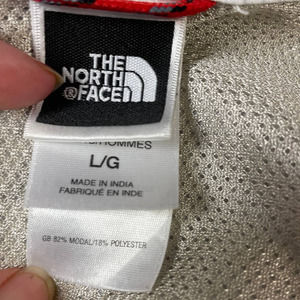 THE
NORTH
FACE
®
HOMMES
L/G
MADE IN INDIA
FABRIQUÉ EN INDE
GB 82% MODAL/18% POLYESTER